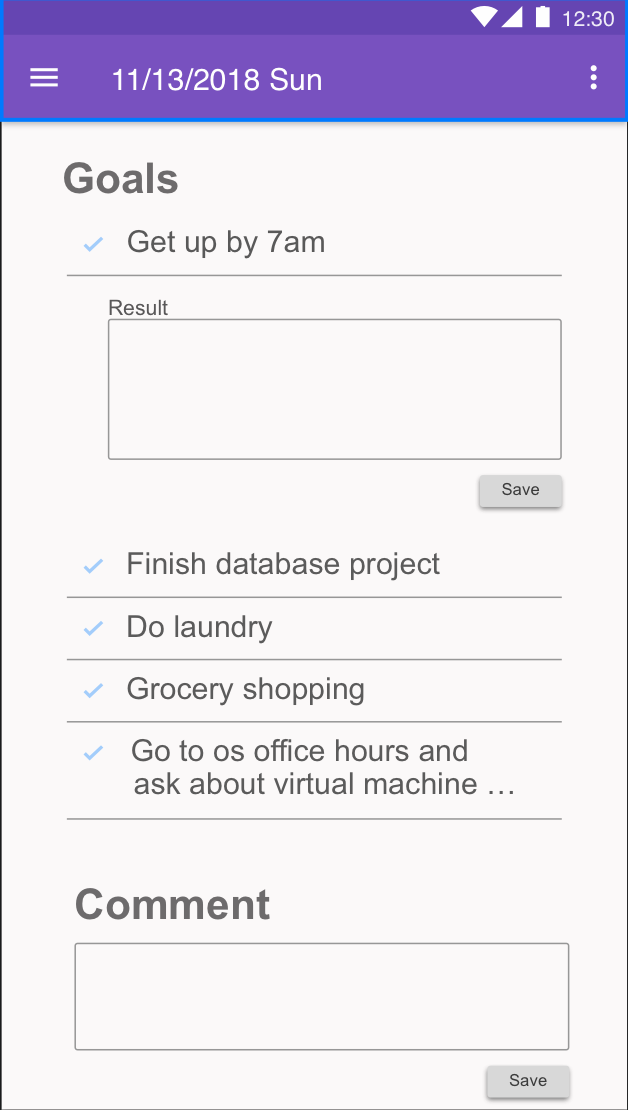 12:30
11/13/2018 Sun
Goals
Get up by 7am
Result
Save
Finish database project
Do laundry
Grocery shopping
Go to os office hours and
ask about virtual machine …
Comment
Save